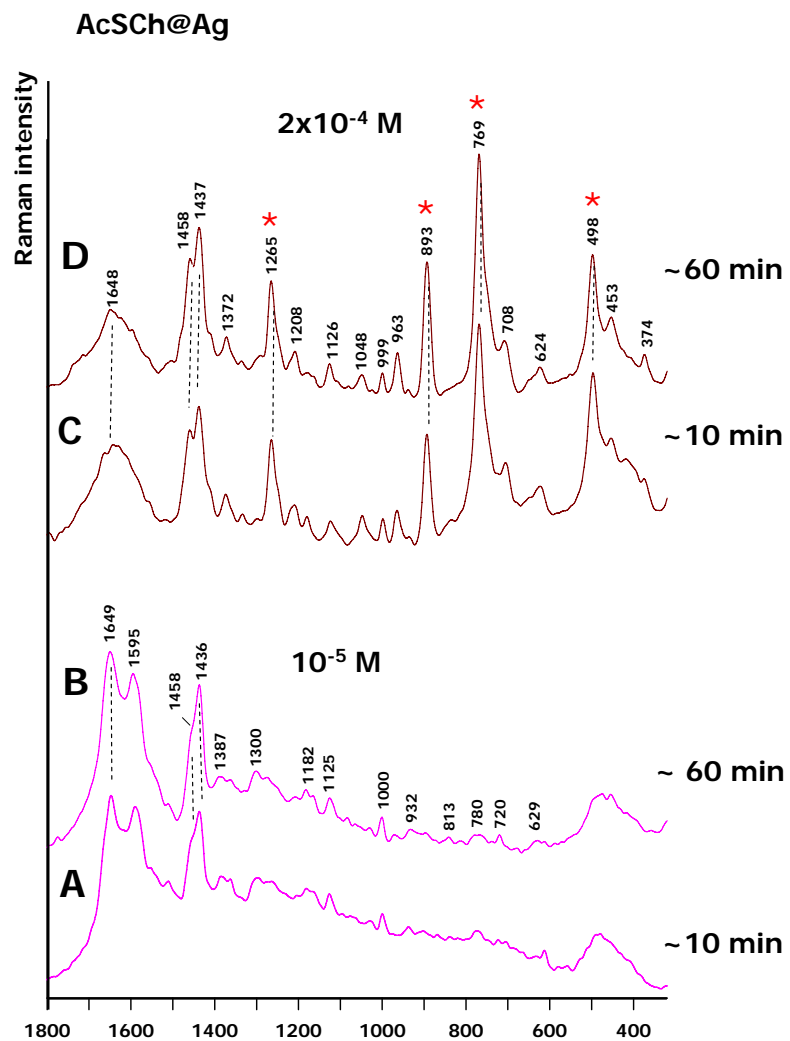 AcSCh@Ag
Raman intensity
2x10⁻⁴ M
*
769
*
1265
*
893
*
498
D
1648
1458
1437
1372
1208
1126
1048
999
963
708
624
453
374
~60 min
C
~10 min
10⁻⁵ M
B
1649
1595
1458
1436
1387
1300
1182
1125
1000
932
813
780
720
629
~ 60 min
A
~10 min
1800 1600 1400 1200 1000 800 600 400